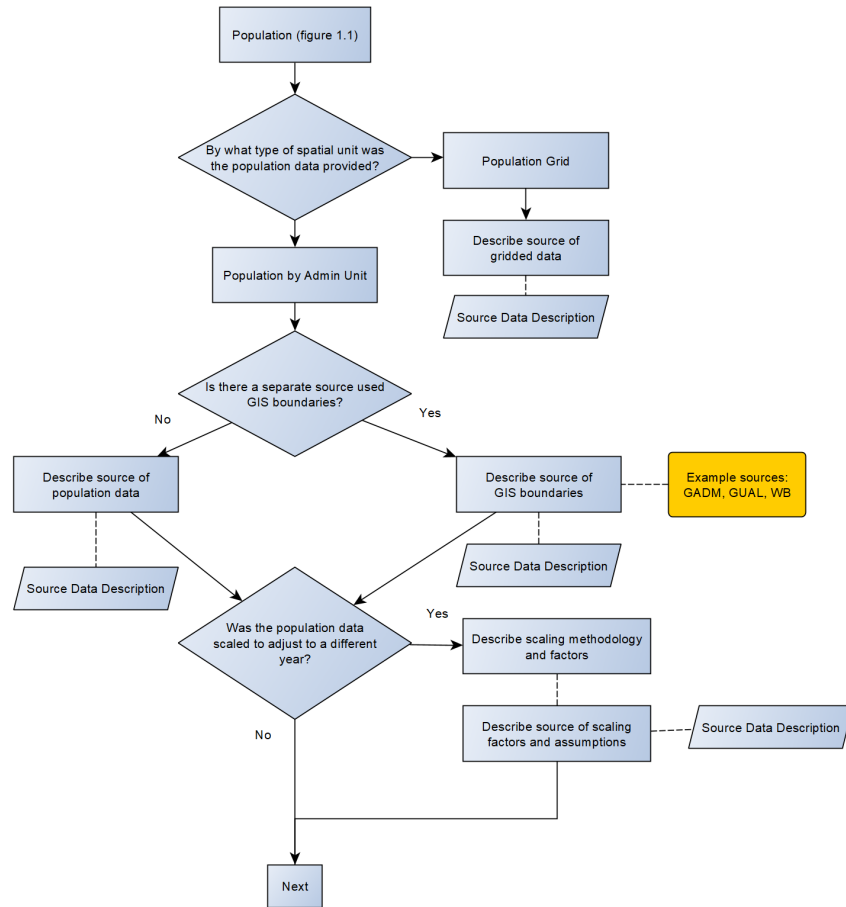 Population (figure 1.1)
By what type of spatial unit was
the population data provided?
Population Grid
Describe source of
gridded data
Population by Admin Unit
Source Data Description
Is there a separate source used
GIS boundaries?
No
Yes
Describe source of
population data
Describe source of
GIS boundaries
Example sources:
GADM, GUAL, WB
Source Data Description
Source Data Description
Was the population data
scaled to adjust to a different
year?
Yes
Describe scaling methodology
and factors
No
Describe source of scaling
factors and assumptions
Source Data Description
Next